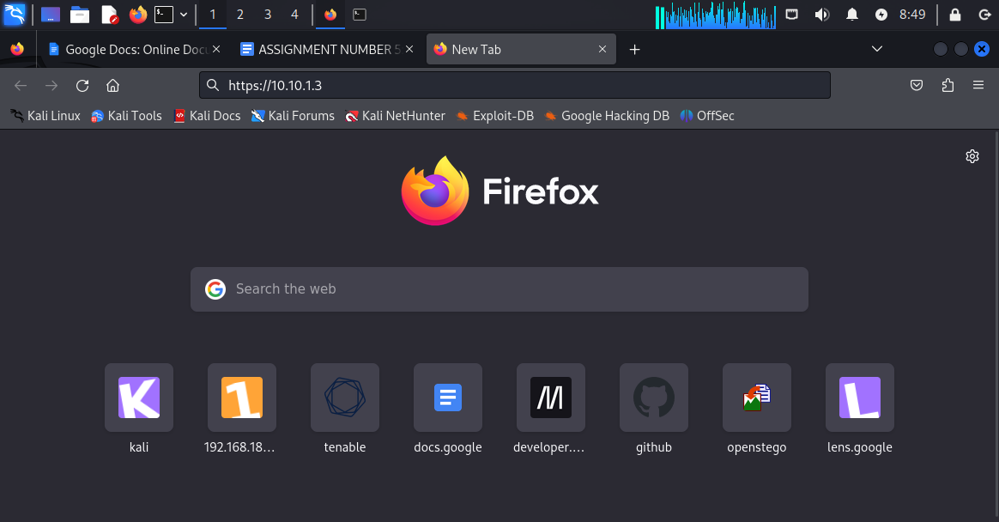 1 2 3 4 8:49
Google Docs: Online Docu ASSIGNMENT NUMBER 5 New Tab
https://10.10.1.3
Kali Linux Kali Tools Kali Docs Kali Forums Kali NetHunter Exploit-DB Google Hacking DB OffSec
Firefox
Search the web
kali 192.168.18... tenable docs.google developer.... github openstego lens.google